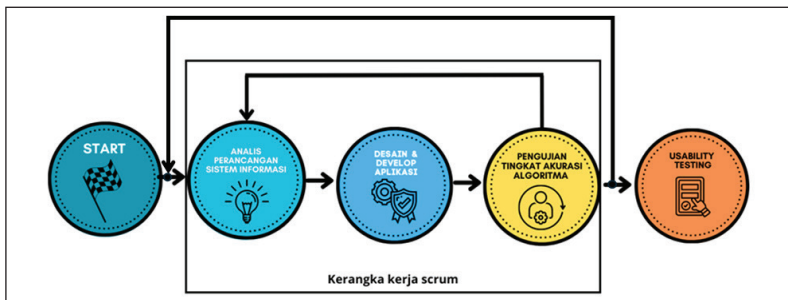 START
ANALIS
PERANCANGAN
SISTEM INFORMASI
DESAIN &
DEVELOP
APLIKASI
PENGUJIAN
TINGKAT AKURASI
ALGORITMA
USABILITY
TESTING
Kerangka kerja scrum